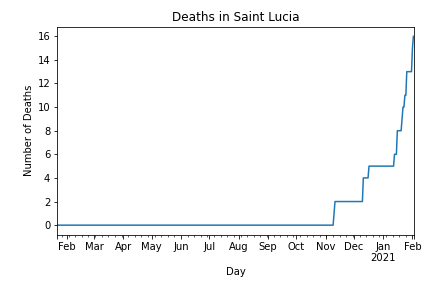 Deaths in Saint Lucia
Number of Deaths
16
14
12
10
8
6
4
2
0
Feb Mar Apr May Jun Jul Aug Sep Oct Nov Dec Jan Feb
2021
Day